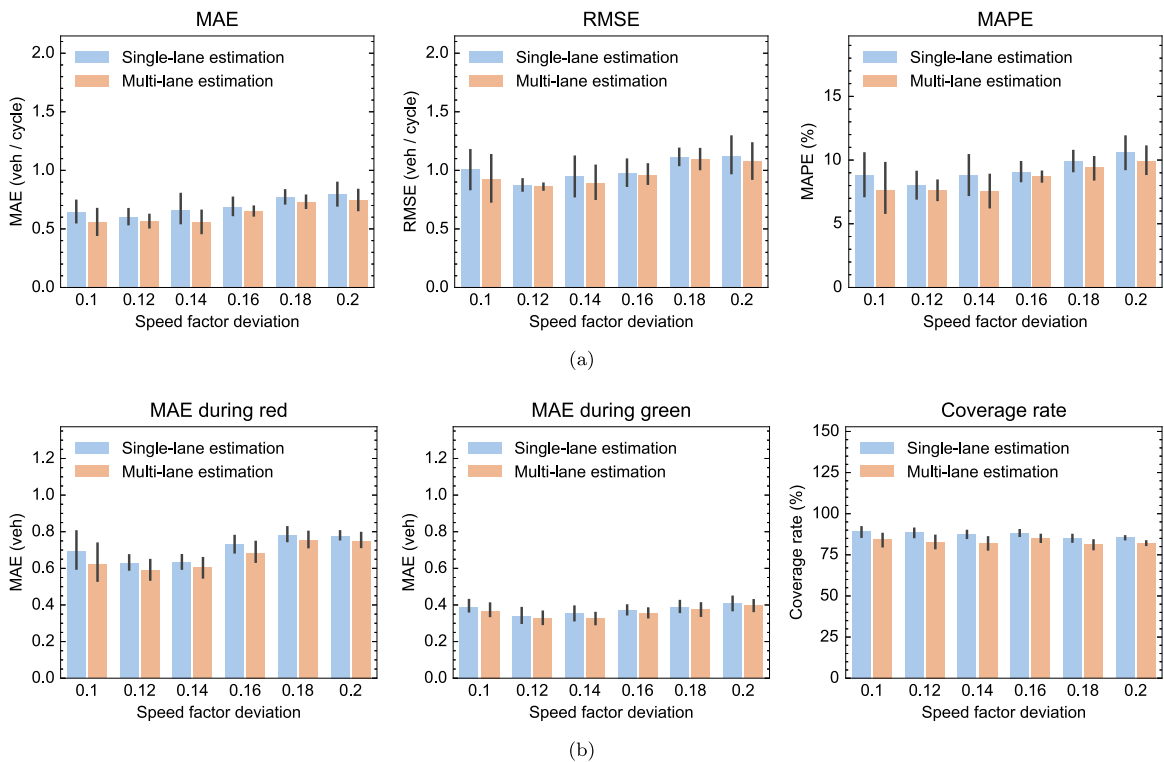 MAE
RMSE
MAPE
2.0
1.5
1.0
0.5
0.0
MAE (veh / cycle)
Single-lane estimation
Multi-lane estimation
0.1 0.12 0.14 0.16 0.18 0.2
Speed factor deviation
2.0
1.5
1.0
0.5
0.0
RMSE (veh / cycle)
Single-lane estimation
Multi-lane estimation
0.1 0.12 0.14 0.16 0.18 0.2
Speed factor deviation
15
10
5
0
MAPE (%)
Single-lane estimation
Multi-lane estimation
0.1 0.12 0.14 0.16 0.18 0.2
Speed factor deviation
(a)
MAE during red
MAE during green
Coverage rate
1.2
1.0
0.8
0.6
0.4
0.2
0.0
MAE (veh)
Single-lane estimation
Multi-lane estimation
0.1 0.12 0.14 0.16 0.18 0.2
Speed factor deviation
1.2
1.0
0.8
0.6
0.4
0.2
0.0
MAE (veh)
Single-lane estimation
Multi-lane estimation
0.1 0.12 0.14 0.16 0.18 0.2
Speed factor deviation
150
125
100
75
50
25
0
Coverage rate (%)
Single-lane estimation
Multi-lane estimation
0.1 0.12 0.14 0.16 0.18 0.2
Speed factor deviation
(b)